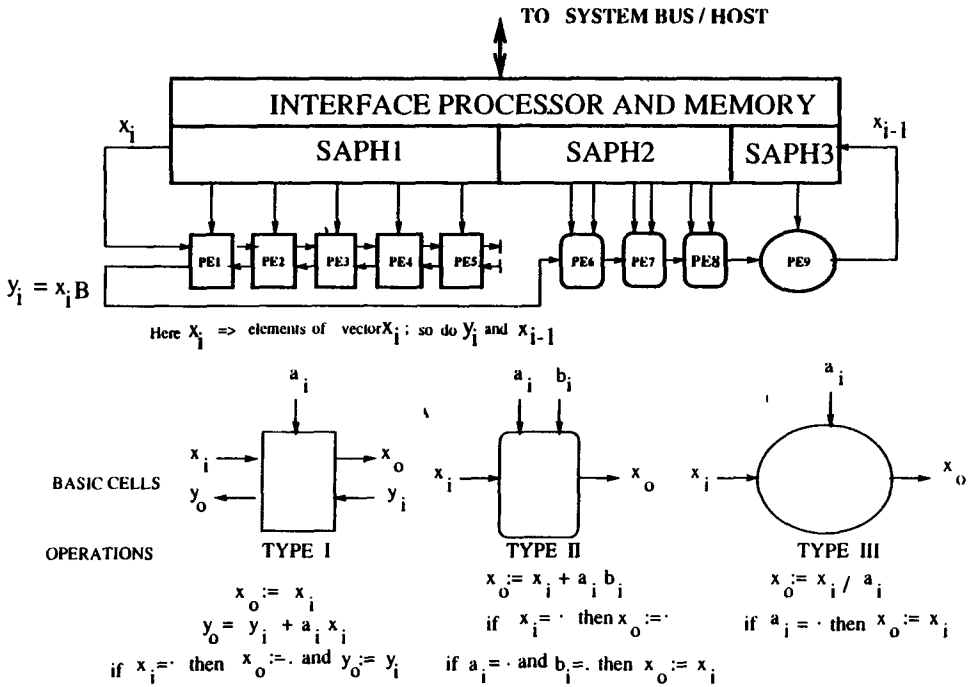 TO SYSTEM BUS / HOST
INTERFACE PROCESSOR AND MEMORY
x_i
x_{i-1}
SAPH1 SAPH2 SAPH3
PE1 PE2 PE3 PE4 PE5 PE6 PE7 PE8 PE9
y_i = x_i B
Here x_i => elements of vector x_i ; so do y_i and x_{i-1}
a_i a_i b_i a_i
x_i x_o x_i x_o x_i x_o
BASIC CELLS
y_o y_i
OPERATIONS
TYPE I TYPE II TYPE III
x_o := x_i
y_o = y_i + a_i x_i
if x_i = · then x_o := . and y_o := y_i
x_o := x_i + a_i b_i
if x_i = · then x_o := ·
if a_i = · and b_i = . then x_o := x_i
x_o := x_i / a_i
if a_i = · then x_o := x_i